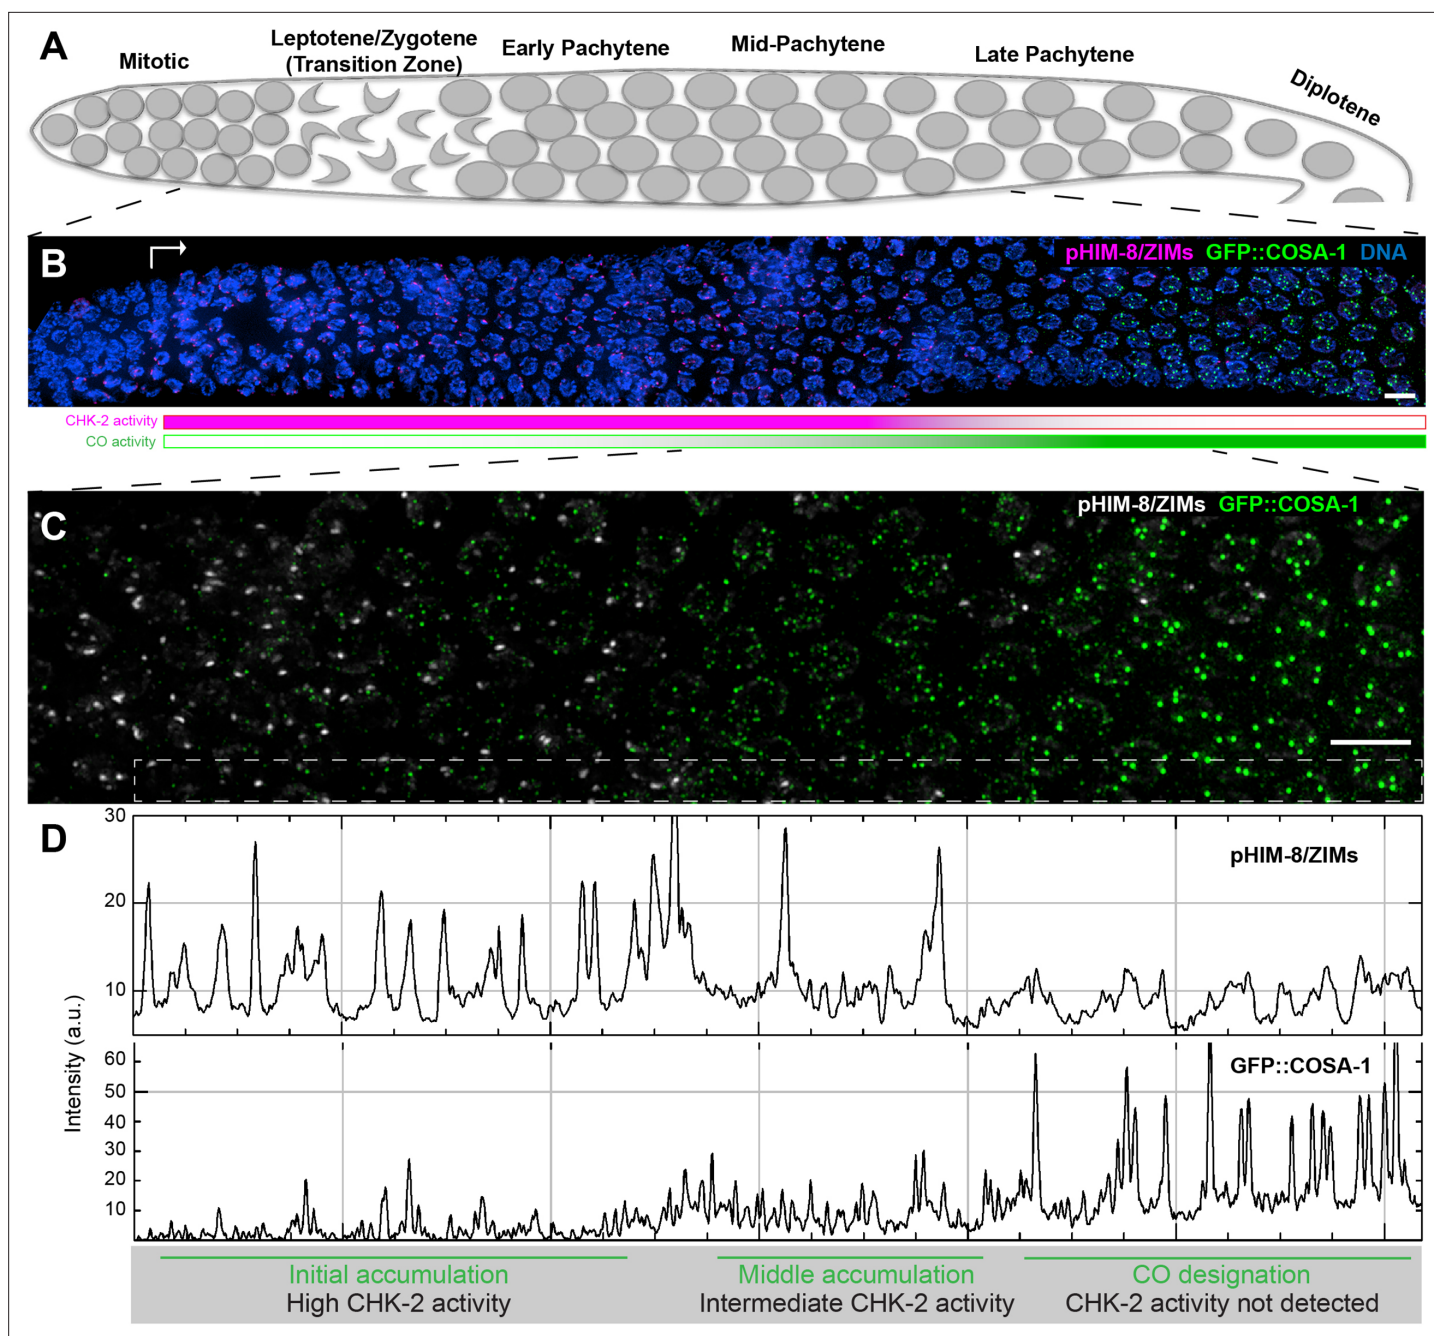 A
Mitotic
Leptotene/Zygotene
(Transition Zone)
Early Pachytene
Mid-Pachytene
Late Pachytene
Diplotene
B
pHIM-8/ZIMs GFP::COSA-1 DNA
CHK-2 activity
CO activity
C
pHIM-8/ZIMs GFP::COSA-1
D
30
20
10
pHIM-8/ZIMs
Intensity (a.u.)
60
50
40
30
20
10
GFP::COSA-1
Initial accumulation
High CHK-2 activity
Middle accumulation
Intermediate CHK-2 activity
CO designation
CHK-2 activity not detected